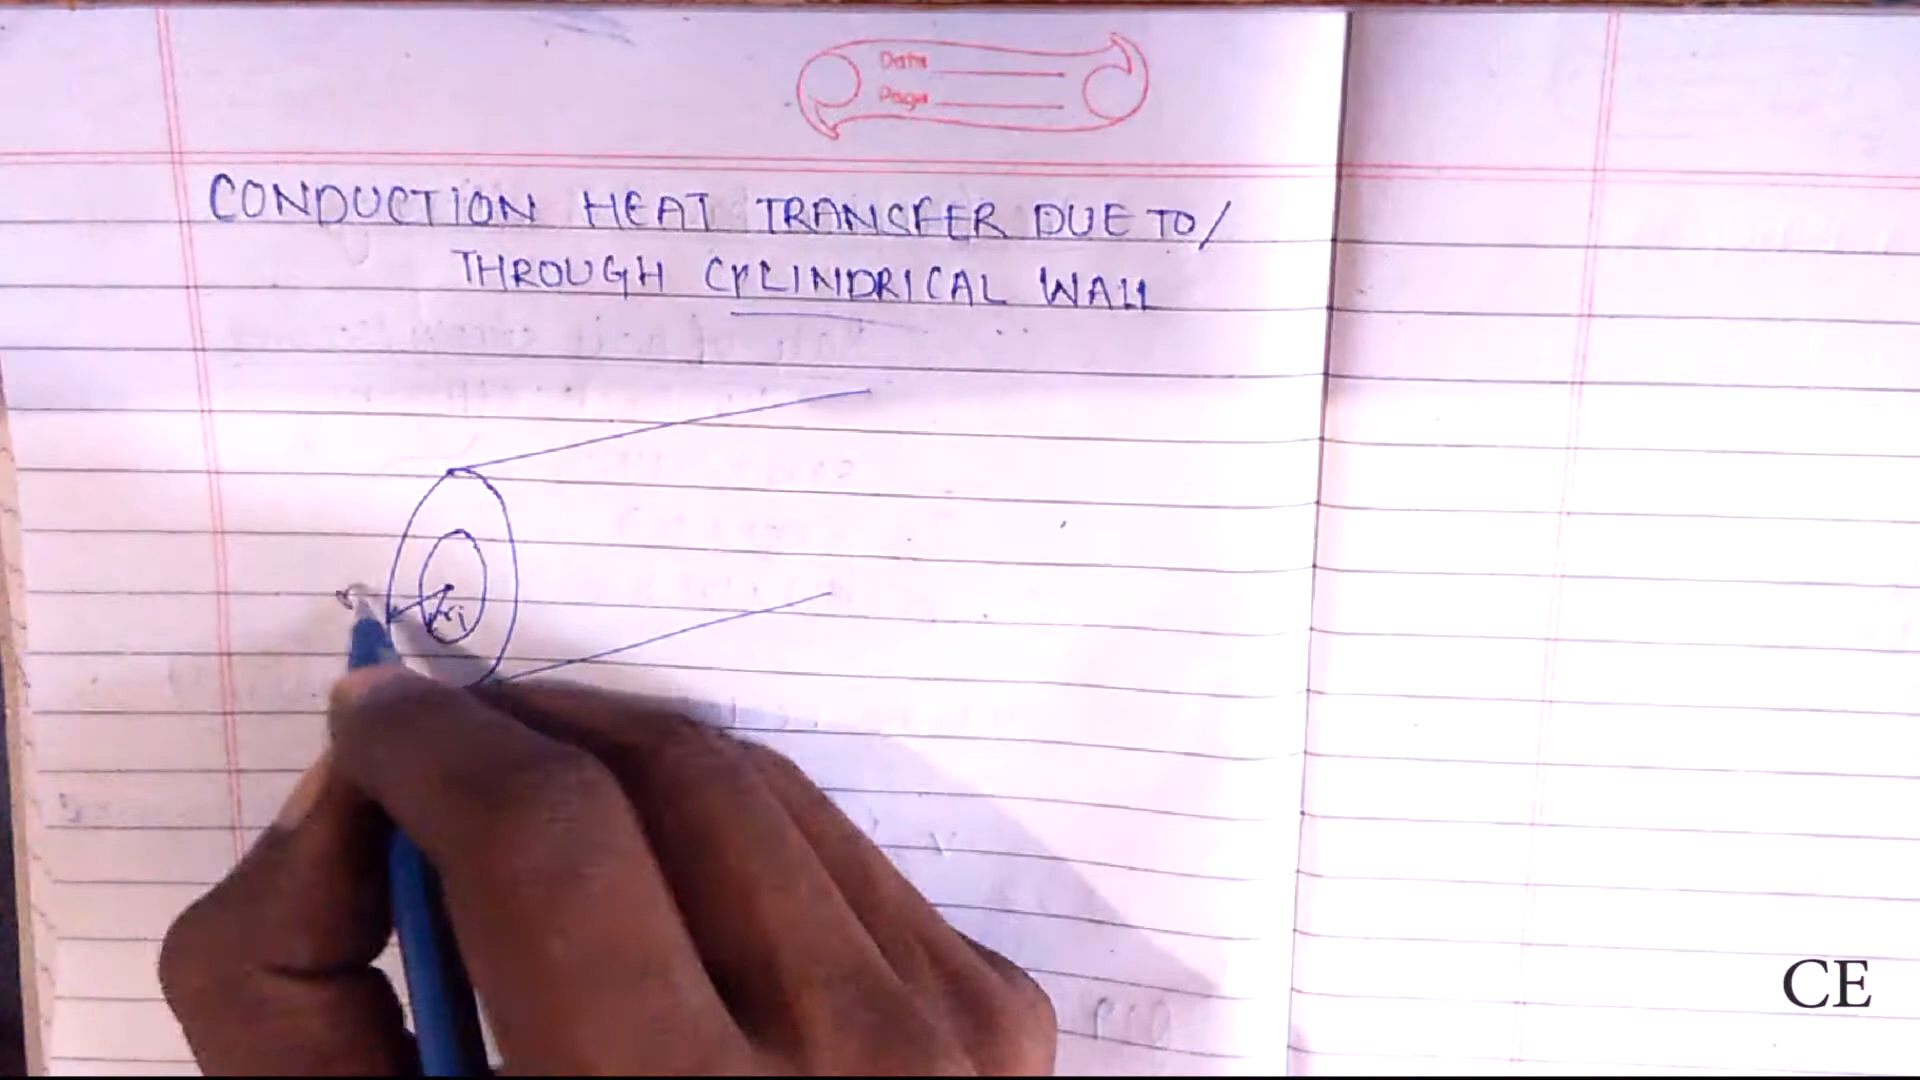 Date
Page
CONDUCTION HEAT TRANSFER DUE TO/
THROUGH CYLINDRICAL WALL
ri
CE